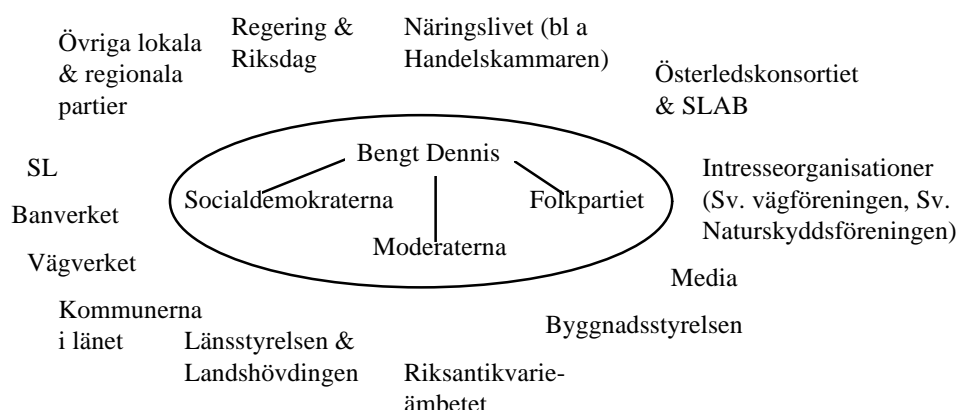 Övriga lokala
& regionala
partier
Regering &
Riksdag
Näringslivet (bl a
Handelskammaren)
Österledskonsortiet
& SLAB
Bengt Dennis
Socialdemokraterna
Folkpartiet
Moderaterna
SL
Banverket
Vägverket
Kommunerna
i länet
Länsstyrelsen &
Landshövdingen
Riksantikvarie-
ämbetet
Byggnadsstyrelsen
Media
Intresseorganisationer
(Sv. vägföreningen, Sv.
Naturskyddsföreningen)